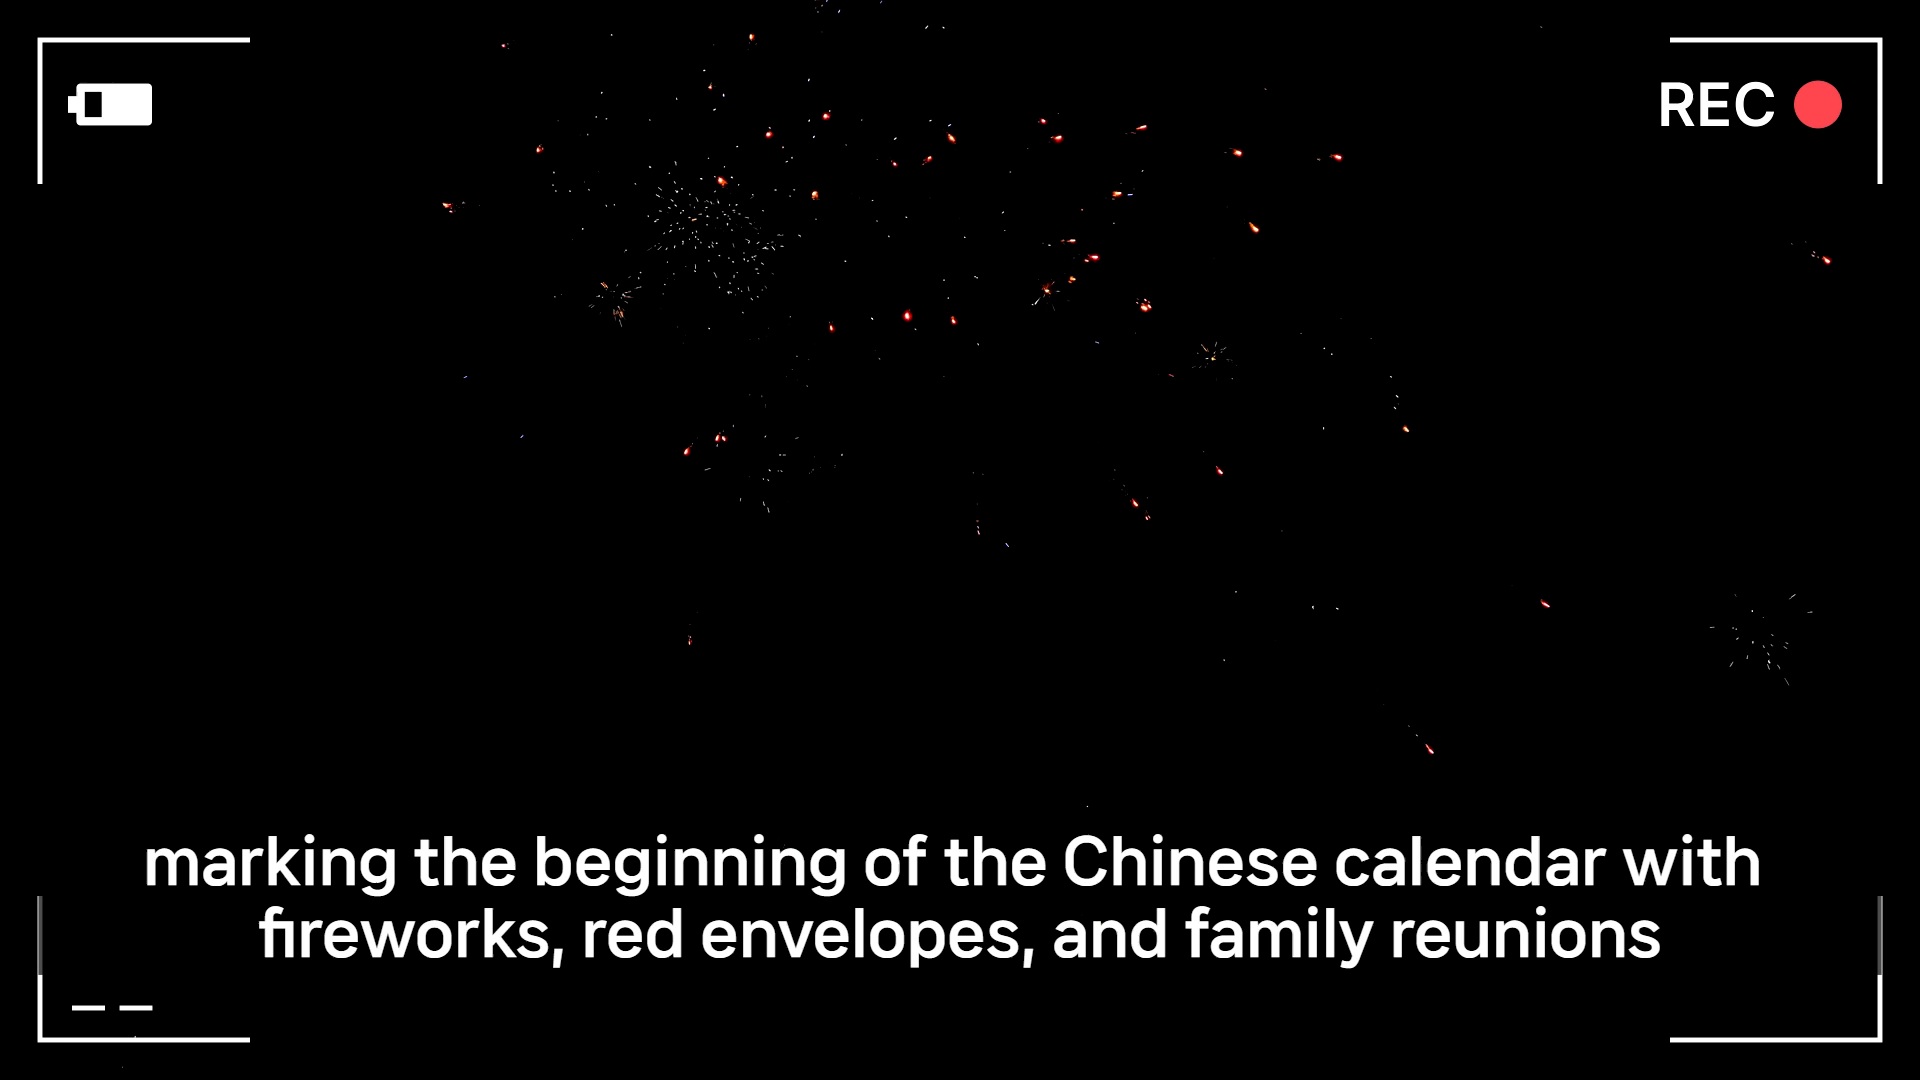 REC
marking the beginning of the Chinese calendar with
fireworks, red envelopes, and family reunions